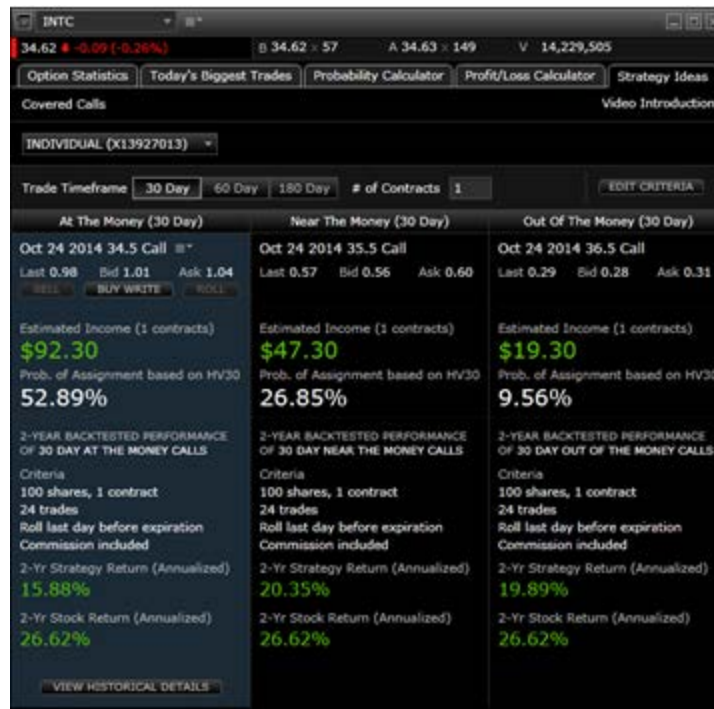 INTC
34.62 -0.09 (-0.26%) B 34.62 x 57 A 34.63 x 149 V 14,229,505
Option Statistics Today's Biggest Trades Probability Calculator Profit/Loss Calculator Strategy Ideas
Covered Calls Video Introduction
INDIVIDUAL (X13927013)
Trade Timeframe 30 Day 60 Day 180 Day # of Contracts 1 EDIT CRITERIA
At The Money (30 Day) Near The Money (30 Day) Out Of The Money (30 Day)
Oct 24 2014 34.5 Call Oct 24 2014 35.5 Call Oct 24 2014 36.5 Call
Last 0.98 Bid 1.01 Ask 1.04 Last 0.57 Bid 0.56 Ask 0.60 Last 0.29 Bid 0.28 Ask 0.31
SELL BUY WRITE ROLL
Estimated Income (1 contracts) Estimated Income (1 contracts) Estimated Income (1 contracts)
$92.30 $47.30 $19.30
Prob. of Assignment based on HV30 Prob. of Assignment based on HV30 Prob. of Assignment based on HV30
52.89% 26.85% 9.56%
2-YEAR BACKTESTED PERFORMANCE 2-YEAR BACKTESTED PERFORMANCE 2-YEAR BACKTESTED PERFORMANCE
OF 30 DAY AT THE MONEY CALLS OF 30 DAY NEAR THE MONEY CALLS OF 30 DAY OUT OF THE MONEY CALLS
Criteria Criteria Criteria
100 shares, 1 contract 100 shares, 1 contract 100 shares, 1 contract
24 trades 24 trades 24 trades
Roll last day before expiration Roll last day before expiration Roll last day before expiration
Commission included Commission included Commission included
2-Yr Strategy Return (Annualized) 2-Yr Strategy Return (Annualized) 2-Yr Strategy Return (Annualized)
15.88% 20.35% 19.89%
2-Yr Stock Return (Annualized) 2-Yr Stock Return (Annualized) 2-Yr Stock Return (Annualized)
26.62% 26.62% 26.62%
VIEW HISTORICAL DETAILS